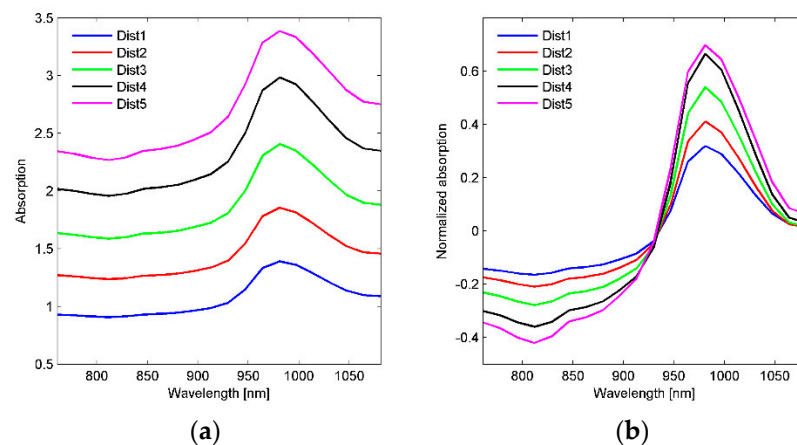 3.5
3
2.5
2
1.5
1
0.5
Absorption
Dist1
Dist2
Dist3
Dist4
Dist5
800 850 900 950 1000 1050
Wavelength [nm]
(a)
0.6
0.4
0.2
0
-0.2
-0.4
Normalized absorption
Dist1
Dist2
Dist3
Dist4
Dist5
800 850 900 950 1000 1050
Wavelength [nm]
(b)